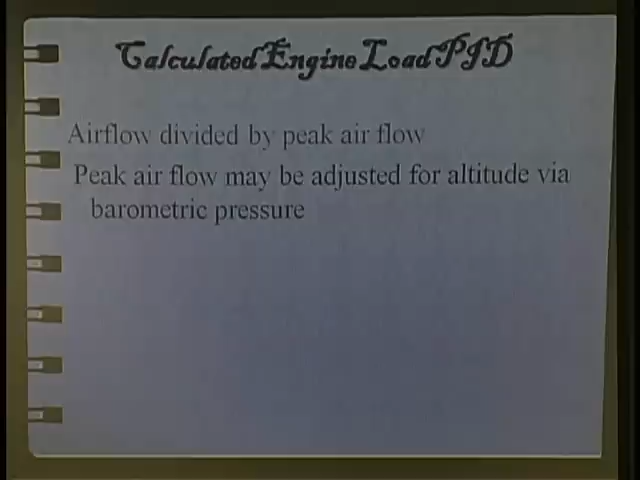 Calculated Engine Load PID
Airflow divided by peak air flow
Peak air flow may be adjusted for altitude via
barometric pressure